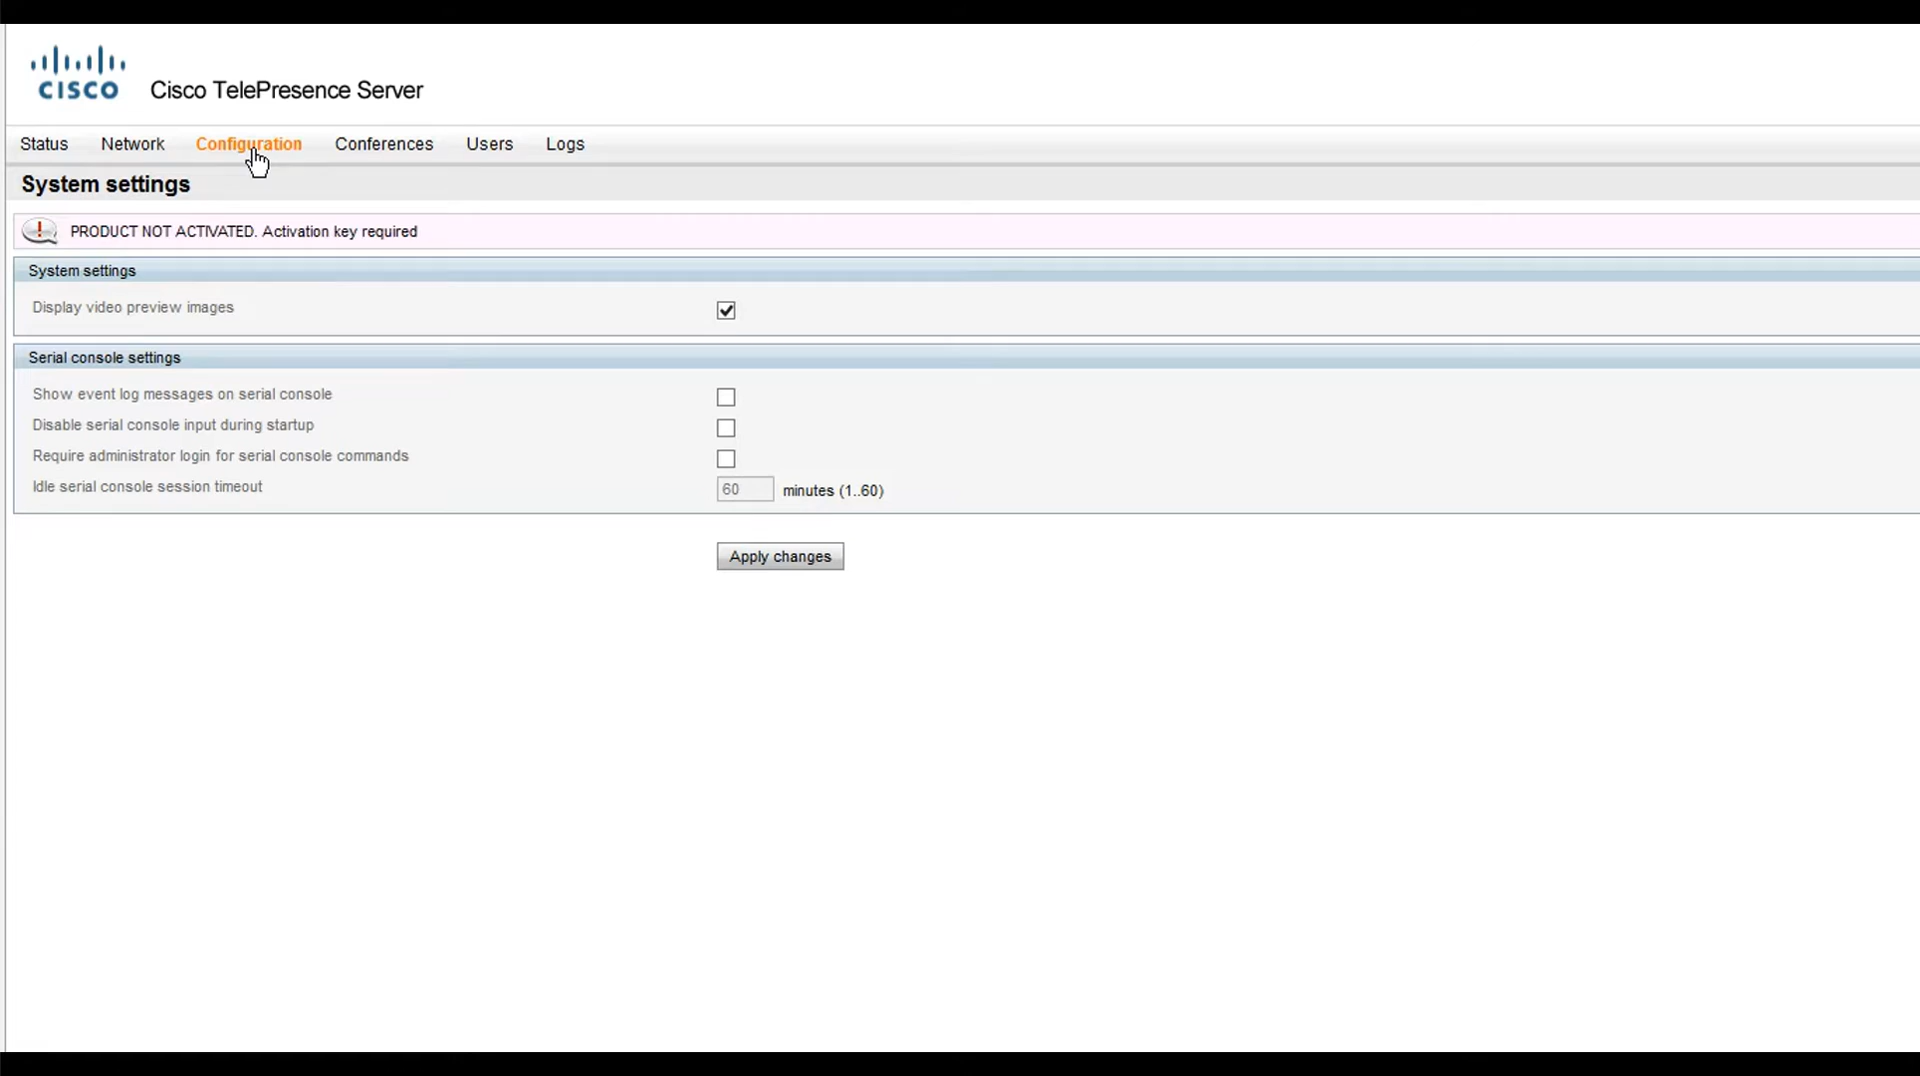 CISCO
Cisco TelePresence Server
Status Network Configuration Conferences Users Logs
System settings
PRODUCT NOT ACTIVATED. Activation key required
System settings
Display video preview images
Serial console settings
Show event log messages on serial console
Disable serial console input during startup
Require administrator login for serial console commands
Idle serial console session timeout 60 minutes (1..60)
Apply changes